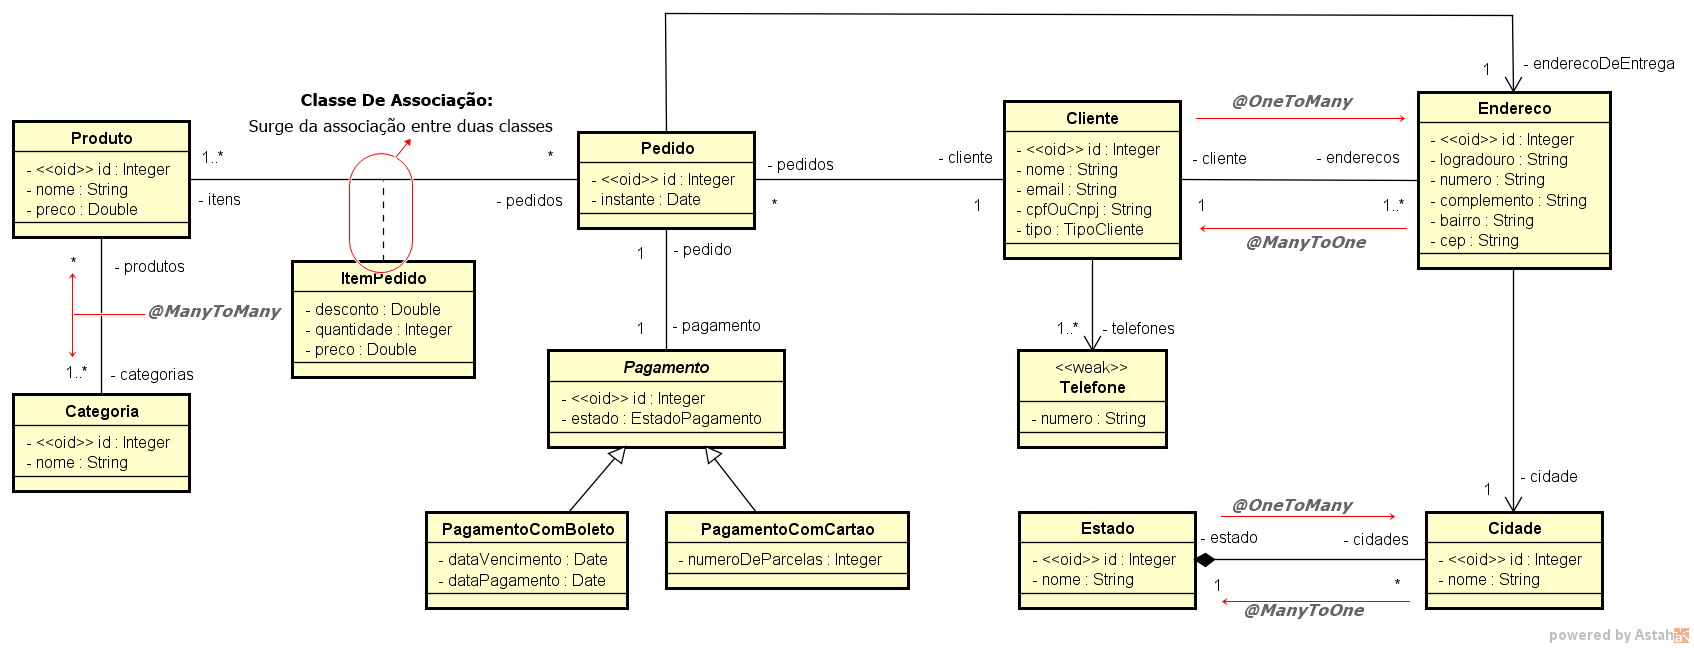 - enderecoDeEntrega
1
Classe De Associação:
Surge da associação entre duas classes
Produto
- <<oid>> id : Integer
- nome : String
- preco : Double
1..*
- itens
*
- pedidos
Pedido
- <<oid>> id : Integer
- instante : Date
- pedidos
*
- cliente
1
Cliente
- <<oid>> id : Integer
- nome : String
- email : String
- cpfOuCnpj : String
- tipo : TipoCliente
@OneToMany
- cliente
- enderecos
1
1..*
@ManyToOne
Endereco
- <<oid>> id : Integer
- logradouro : String
- numero : String
- complemento : String
- bairro : String
- cep : String
*
- produtos
@ManyToMany
1..*
- categorias
Categoria
- <<oid>> id : Integer
- nome : String
ItemPedido
- desconto : Double
- quantidade : Integer
- preco : Double
1
- pedido
1
- pagamento
Pagamento
- <<oid>> id : Integer
- estado : EstadoPagamento
PagamentoComBoleto
- dataVencimento : Date
- dataPagamento : Date
PagamentoComCartao
- numeroDeParcelas : Integer
1..*
- telefones
<<weak>>
Telefone
- numero : String
- cidade
1
Estado
- <<oid>> id : Integer
- nome : String
@OneToMany
- estado
- cidades
1
*
@ManyToOne
Cidade
- <<oid>> id : Integer
- nome : String
powered by Astah